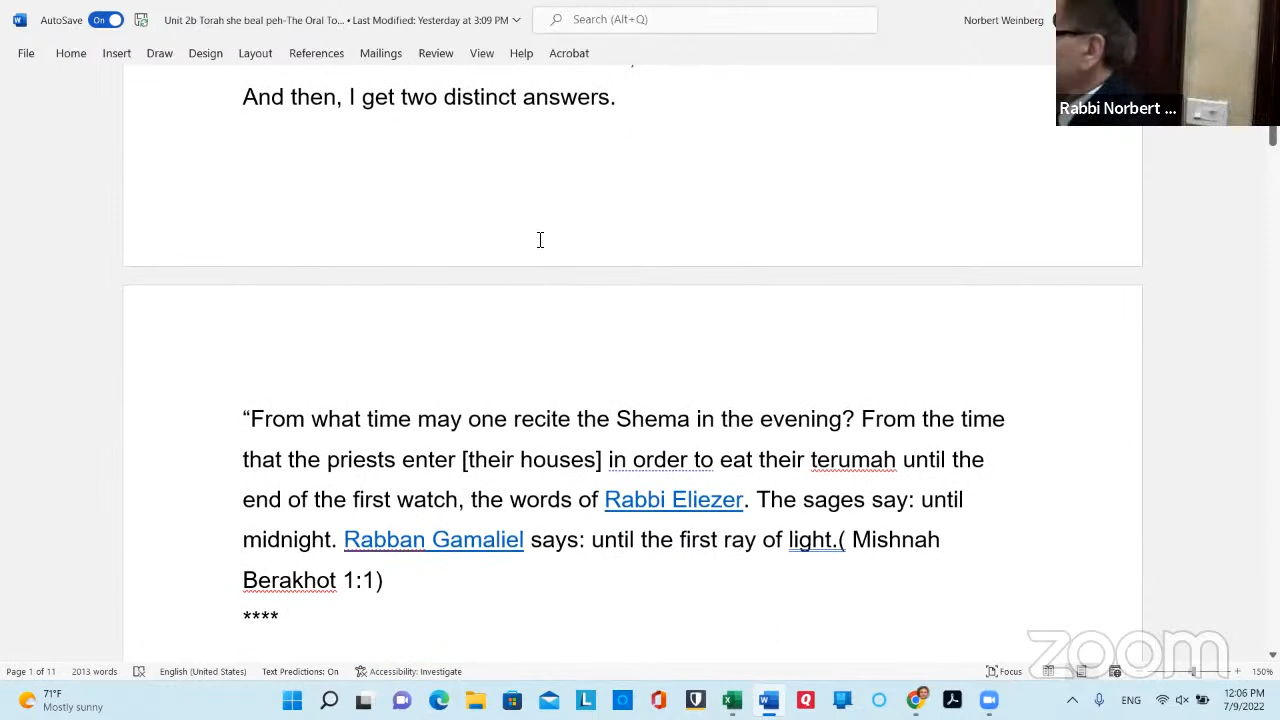 AutoSave On Unit 2b Torah she beal peh-The Oral To... • Last Modified: Yesterday at 3:09 PM Search (Alt+Q) Norbert Weinberg
File Home Insert Draw Design Layout References Mailings Review View Help Acrobat
And then, I get two distinct answers.
Rabbi Norbert ...
“From what time may one recite the Shema in the evening? From the time
that the priests enter [their houses] in order to eat their terumah until the
end of the first watch, the words of Rabbi Eliezer. The sages say: until
midnight. Rabban Gamaliel says: until the first ray of light.( Mishnah
Berakhot 1:1)
****
zoom
Page 1 of 11 2013 words English (United States) Text Predictions: On Accessibility: Investigate Focus 150%
71°F
Mostly sunny
ENG
12:06 PM
7/9/2022